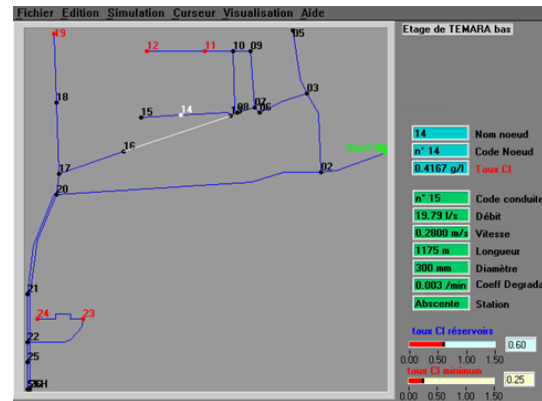 Fichier Edition Simulation Curseur Visualisation Aide
Etage de TEMARA bas
19
05
12
11
10
09
18
03
15
14
08
07
06
16
17
02
20
14 Nom noeud
n° 14 Code Noeud
0.4167 g/l Taux Cl
n° 15 Code conduite
19.79 l/s Débit
0.2800 m/s Vitesse
1175 m Longueur
300 mm Diamètre
0.003 /min Coeff Degrada
Abscente Station
21
24
23
22
25
taux Cl réservoirs
0.60
0.00 0.50 1.00 1.50
taux Cl minimum
0.25
0.00 0.50 1.00 1.50